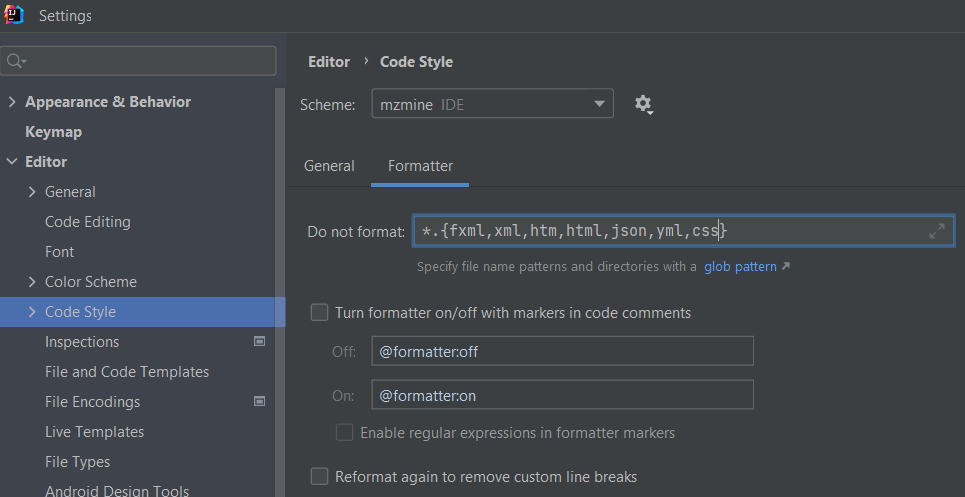 Settings
Appearance & Behavior
Keymap
Editor
General
Code Editing
Font
Color Scheme
Code Style
Inspections
File and Code Templates
File Encodings
Live Templates
File Types
Android Design Tools
Editor › Code Style
Scheme: mzmine IDE
General Formatter
Do not format: *.{fxml,xml,htm,html,json,yml,css}
Specify file name patterns and directories with a glob pattern ↗
Turn formatter on/off with markers in code comments
Off: @formatter:off
On: @formatter:on
Enable regular expressions in formatter markers
Reformat again to remove custom line breaks